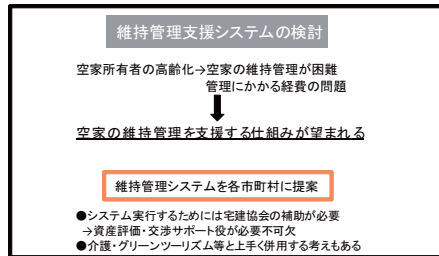 維持管理支援システムの検討
空家所有者の高齢化→空家の維持管理が困難
管理にかかる経費の問題
空家の維持管理を支援する仕組みが望まれる
維持管理システムを各市町村に提案
●システム実行するためには宅建協会の補助が必要
→資産評価・交渉サポート役が必要不可欠
●介護・グリーンツーリズム等と上手く併用する考えもある